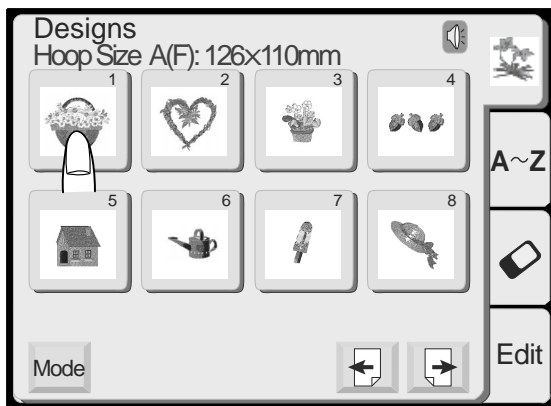 Designs
Hoop Size A(F): 126×110mm
1 2 3 4
A~Z
5 6 7 8
Mode
Edit